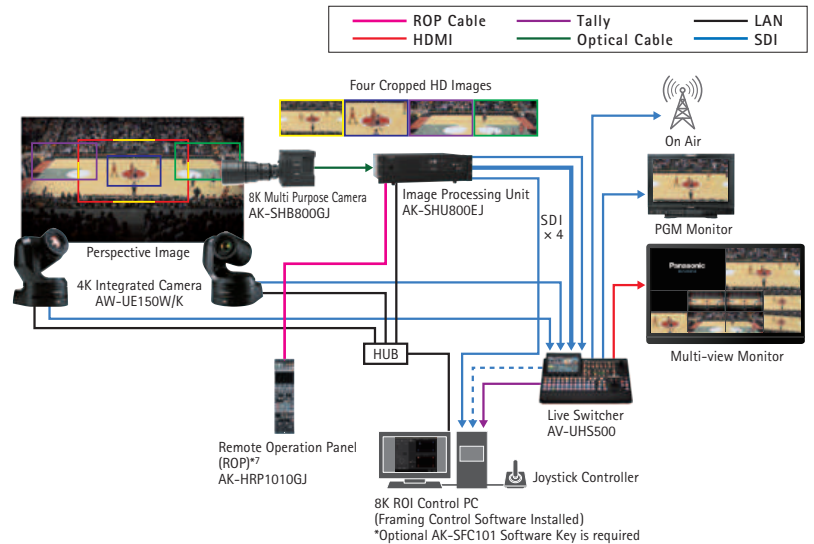 ROP Cable
Tally
LAN
HDMI
Optical Cable
SDI
Four Cropped HD Images
On Air
8K Multi Purpose Camera
AK-SHB800GJ
Image Processing Unit
AK-SHU800EJ
SDI
× 4
PGM Monitor
Perspective Image
Panasonic
4K Integrated Camera
AW-UE150W/K
HUB
Multi-view Monitor
Live Switcher
AV-UHS500
Remote Operation Panel
(ROP)*7
AK-HRP1010GJ
Joystick Controller
8K ROI Control PC
(Framing Control Software Installed)
*Optional AK-SFC101 Software Key is required